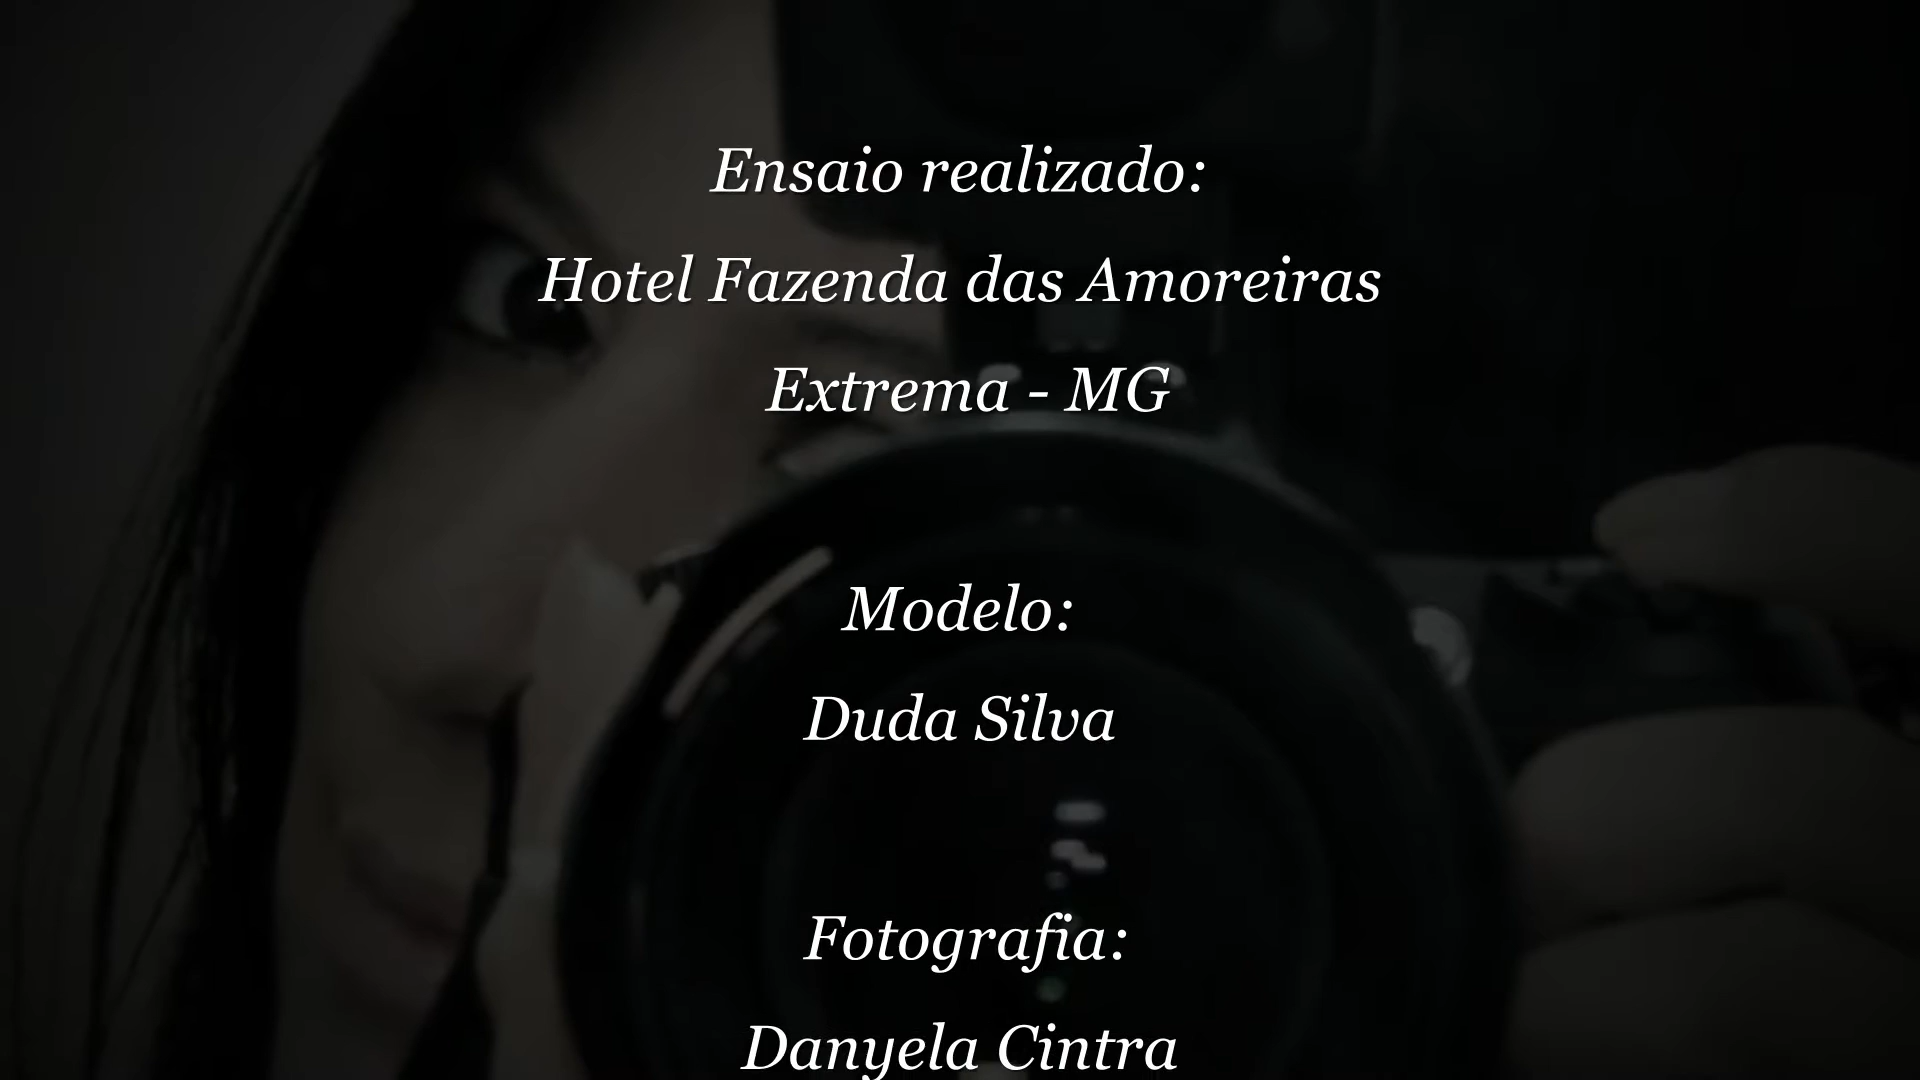 Ensaio realizado:
Hotel Fazenda das Amoreiras
Extrema - MG
Modelo:
Duda Silva
Fotografia:
Danyela Cintra